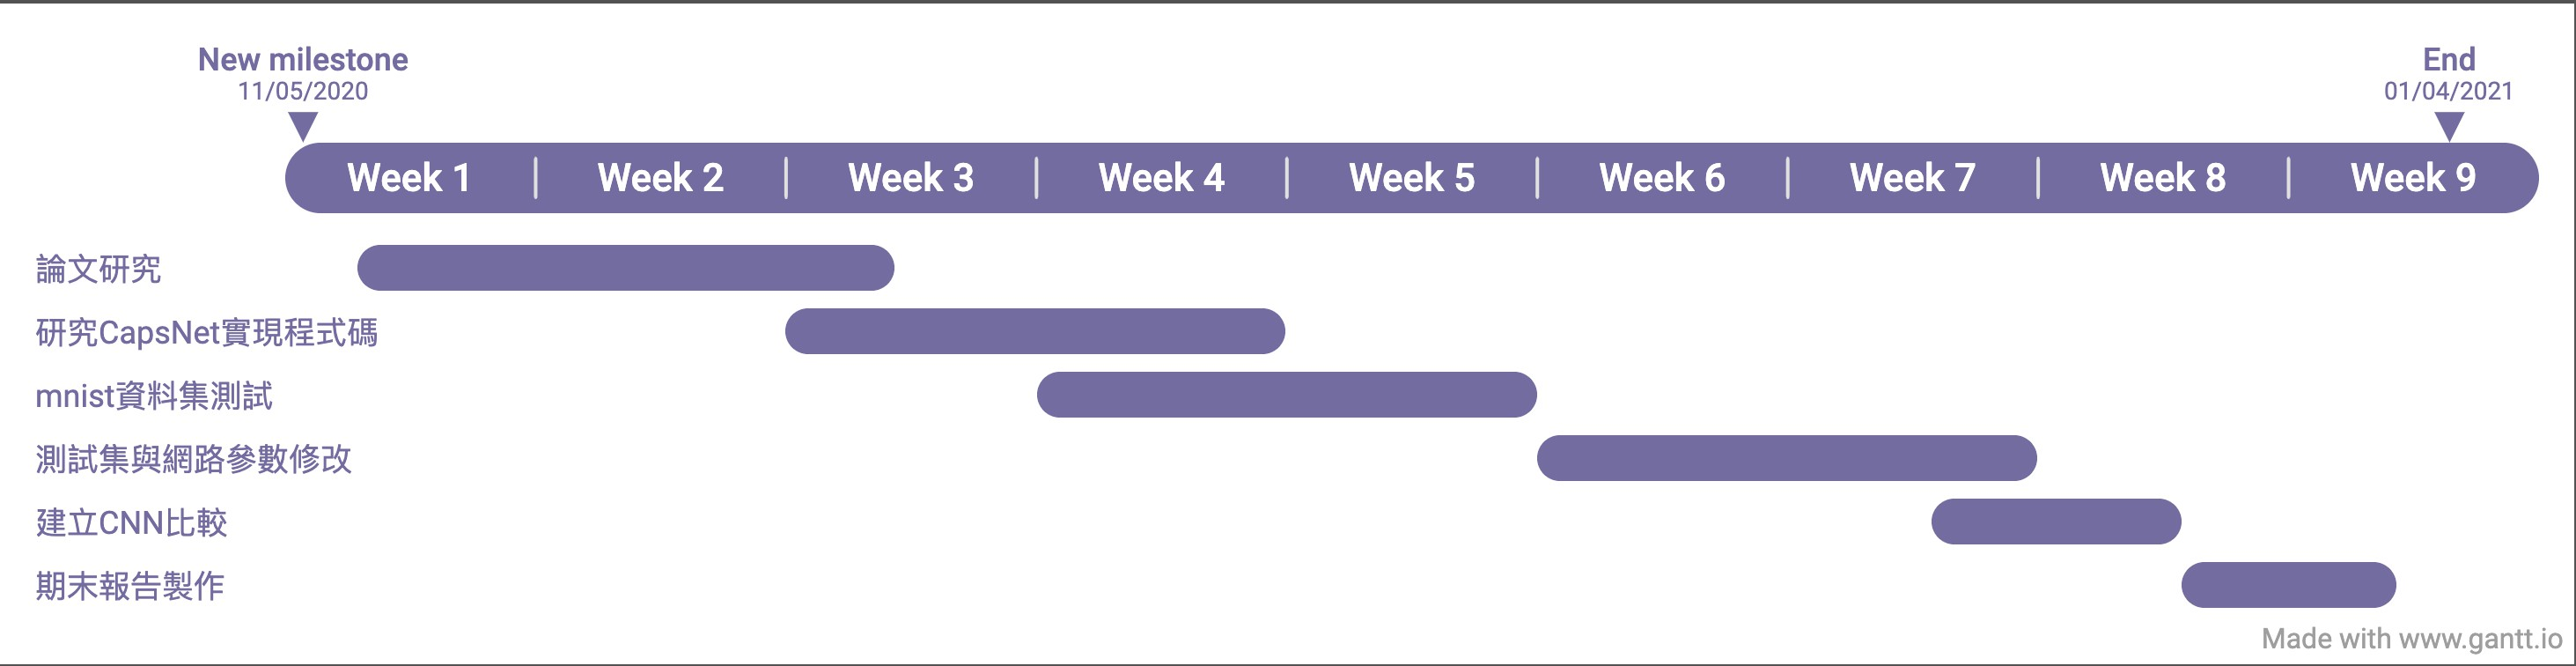 New milestone
11/05/2020
End
01/04/2021
Week 1
Week 2
Week 3
Week 4
Week 5
Week 6
Week 7
Week 8
Week 9
論文研究
研究CapsNet實現程式碼
mnist資料集測試
測試集與網路參數修改
建立CNN比較
期末報告製作
Made with www.gantt.io